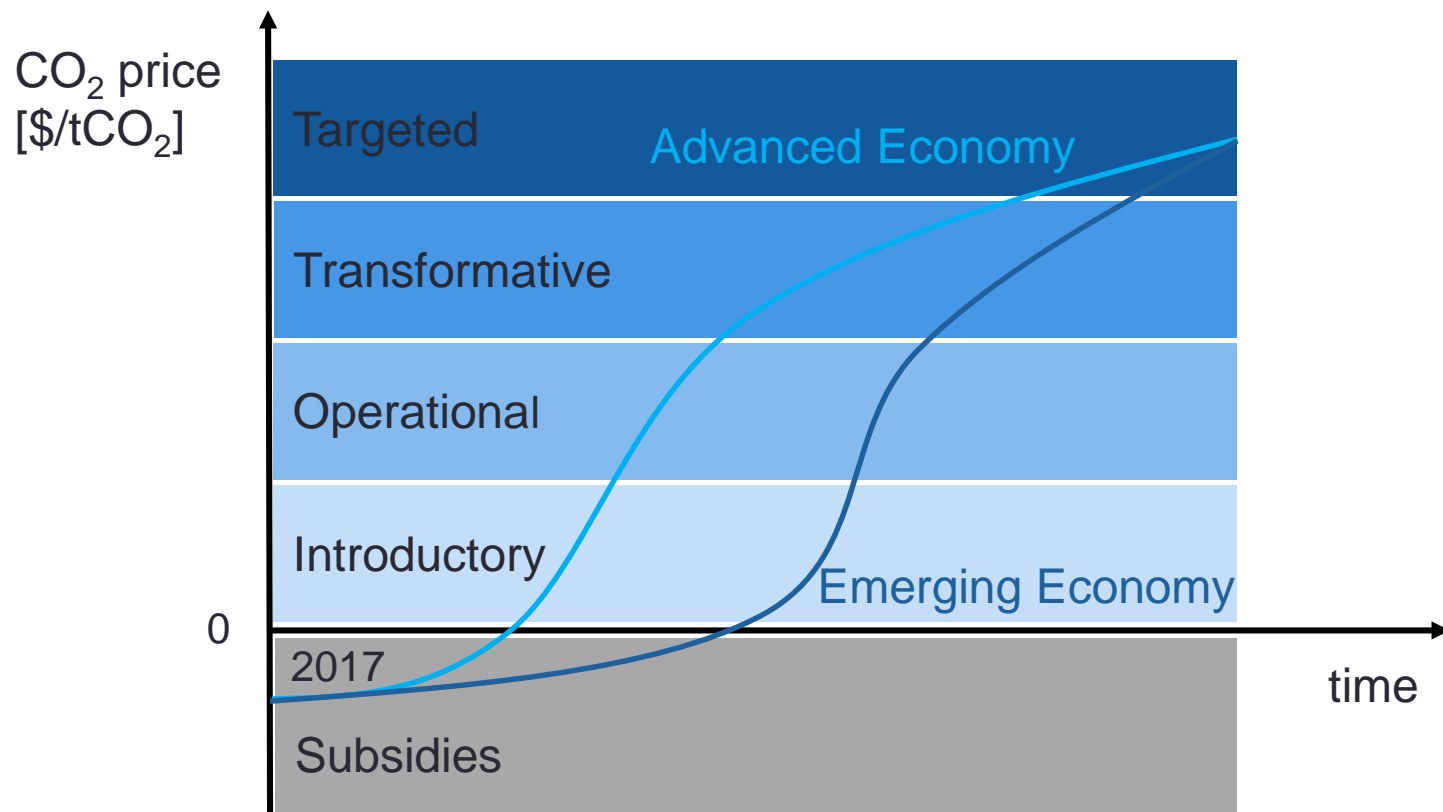 CO₂ price
[$/tCO₂]
Targeted
Advanced Economy
Transformative
Operational
Introductory
Emerging Economy
0
2017
time
Subsidies